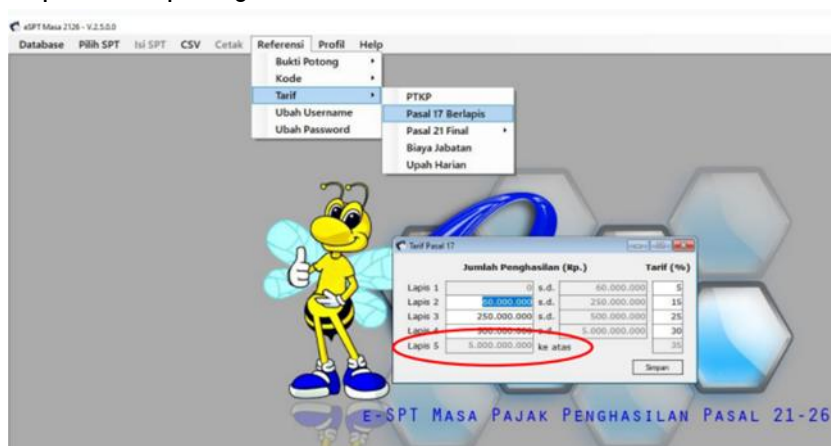 eSPT Masa 2126 - V.2.5.0.0
Database Pilih SPT Isi SPT CSV Cetak Referensi Profil Help
Bukti Potong
Kode
Tarif
Ubah Username
Ubah Password
PTKP
Pasal 17 Berlapis
Pasal 21 Final
Biaya Jabatan
Upah Harian
Tarif Pasal 17
Jumlah Penghasilan (Rp.) Tarif (%)
Lapis 1 0 s.d. 60.000.000 5
Lapis 2 60.000.000 s.d. 250.000.000 15
Lapis 3 250.000.000 s.d. 500.000.000 25
Lapis 4 500.000.000 s.d. 5.000.000.000 30
Lapis 5 5.000.000.000 ke atas 35
Simpan
e-SPT Masa Pajak Penghasilan Pasal 21-26